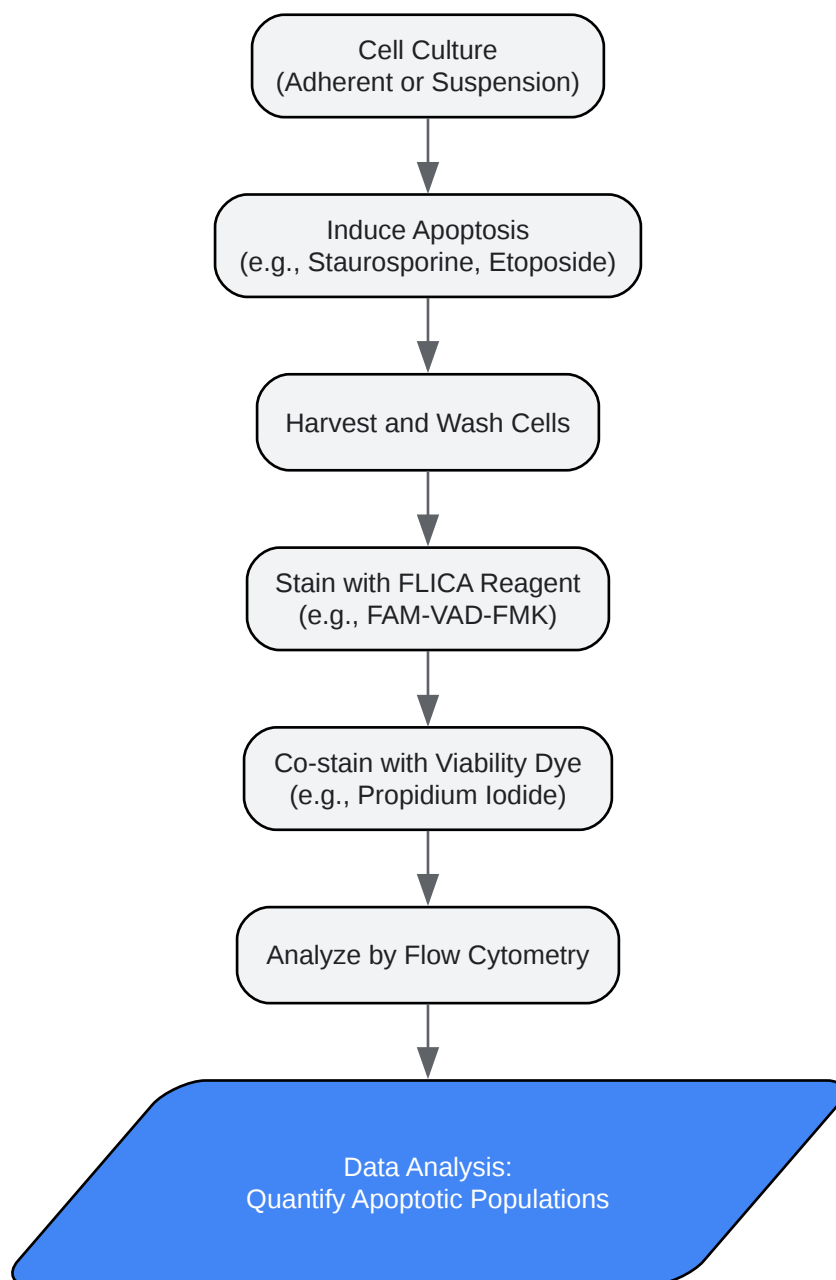 Cell Culture
(Adherent or Suspension)
Induce Apoptosis
(e.g., Staurosporine, Etoposide)
Harvest and Wash Cells
Stain with FLICA Reagent
(e.g., FAM-VAD-FMK)
Co-stain with Viability Dye
(e.g., Propidium Iodide)
Analyze by Flow Cytometry
Data Analysis:
Quantify Apoptotic Populations